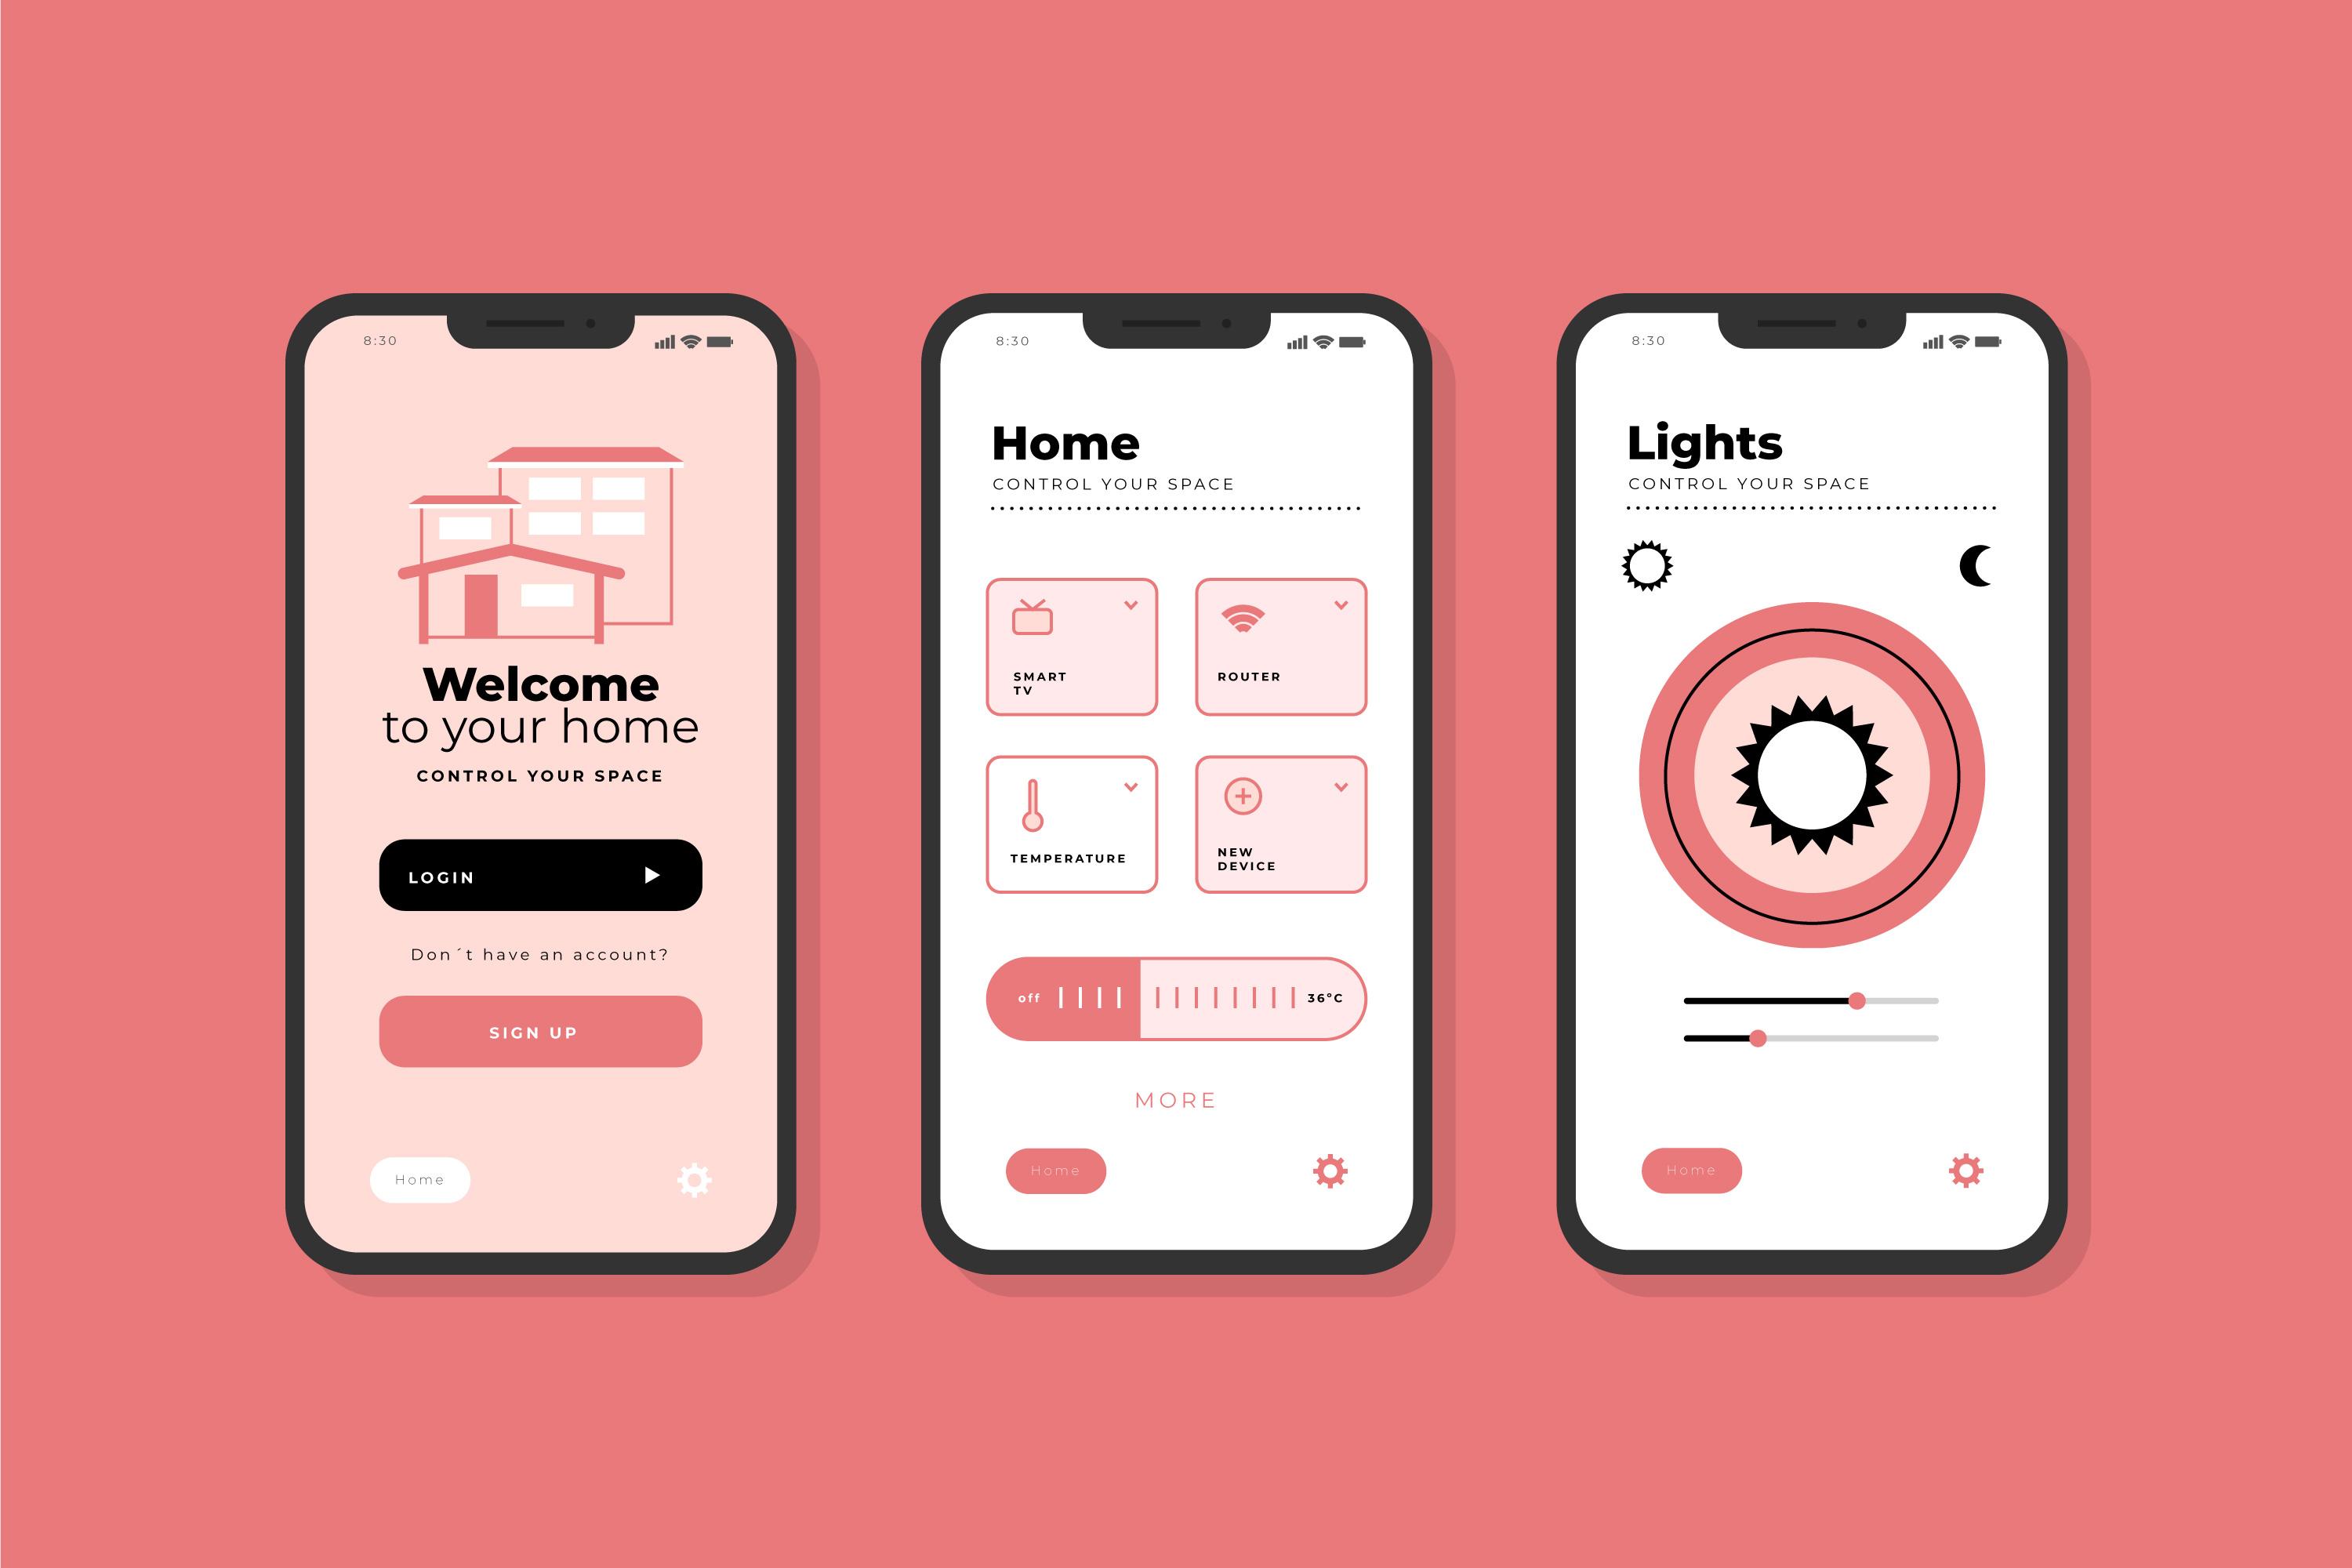 8:30
Welcome
to your home
CONTROL YOUR SPACE
LOGIN
Don´t have an account?
SIGN UP
Home
8:30
Home
CONTROL YOUR SPACE
SMART
TV
ROUTER
TEMPERATURE
NEW
DEVICE
off
36°C
MORE
Home
8:30
Lights
CONTROL YOUR SPACE
Home